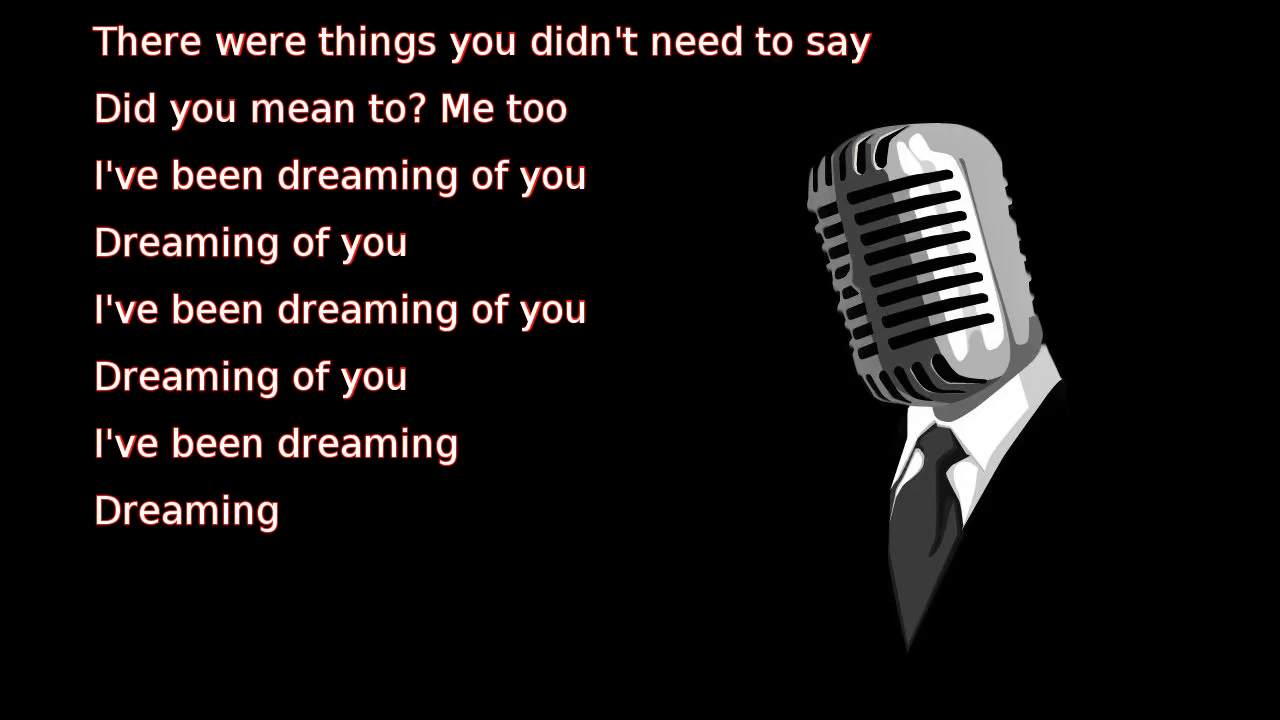 There were things you didn't need to say
Did you mean to? Me too
I've been dreaming of you
Dreaming of you
I've been dreaming of you
Dreaming of you
I've been dreaming
Dreaming